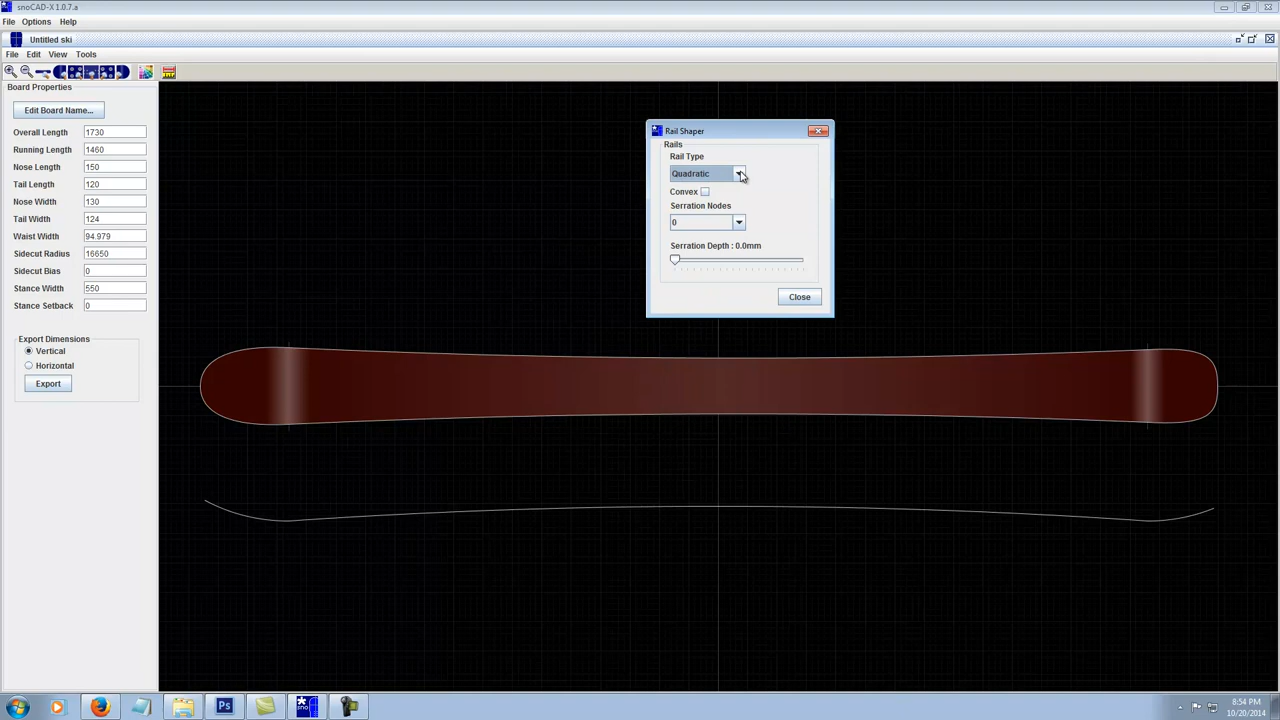 snoCAD-X 1.0.7.a
File Options Help
Untitled ski
File Edit View Tools
Board Properties
Edit Board Name...
Overall Length 1730
Running Length 1460
Nose Length 150
Tail Length 120
Nose Width 130
Tail Width 124
Waist Width 94.979
Sidecut Radius 16650
Sidecut Bias 0
Stance Width 550
Stance Setback 0
Export Dimensions
Vertical
Horizontal
Export
Rail Shaper
Rails
Rail Type
Quadratic
Convex
Serration Nodes
0
Serration Depth : 0.0mm
Close
Ps
sno
8:54 PM
10/20/2014